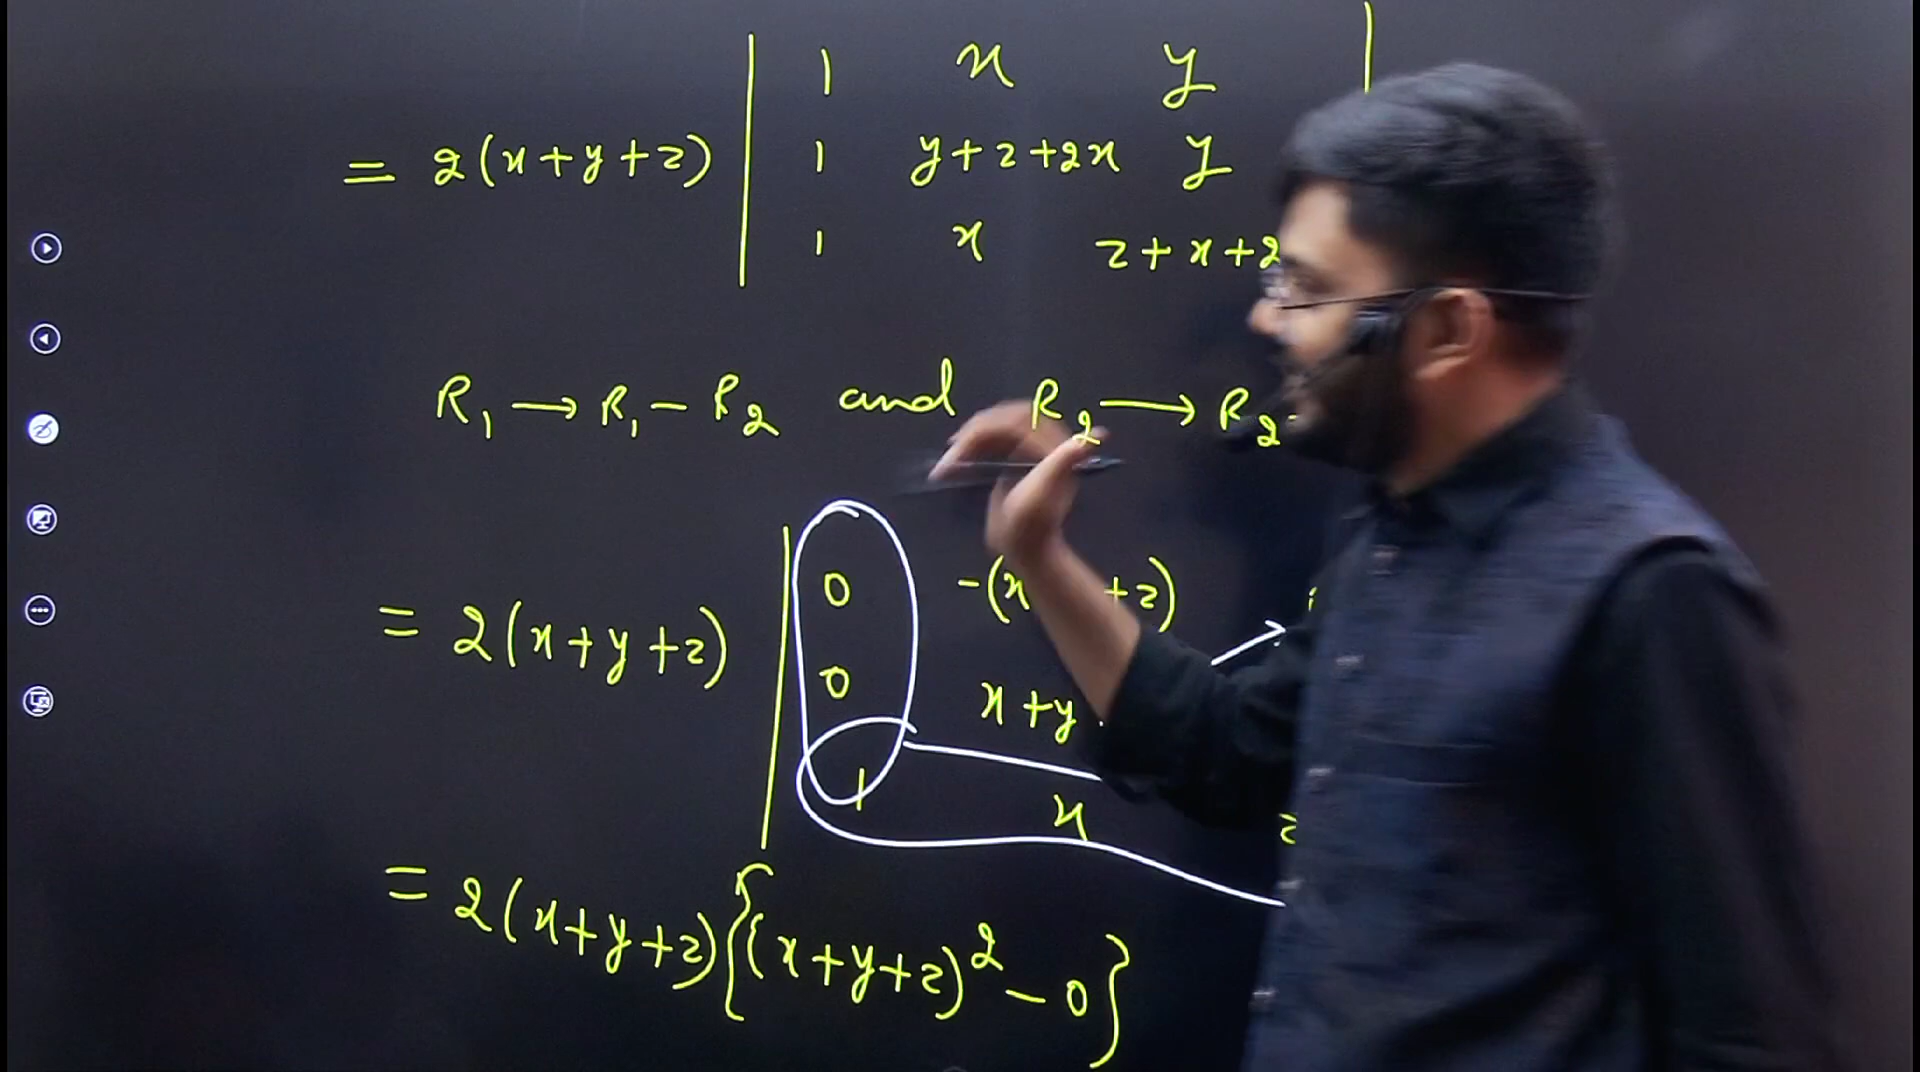 1 x y
= 2(x+y+z) 1 y+z+2x y
1 x z+x+2
R₁ → R₁ - R₂ and R₂ → R₂
0 -(x +z)
= 2(x+y+z) 0 x+y
1 x z
= 2(x+y+z){(x+y+z)² - 0}